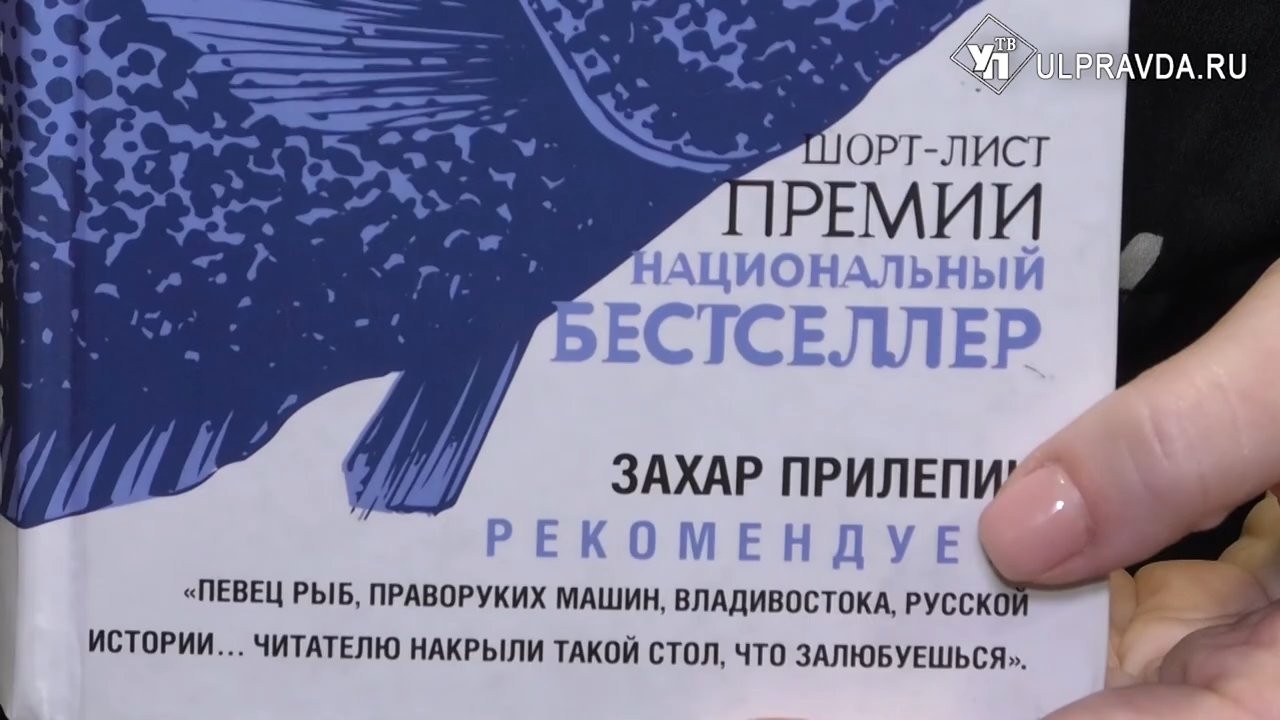 УП ТВ ULPRAVDA.RU
ШОРТ-ЛИСТ
ПРЕМИИ
НАЦИОНАЛЬНЫЙ
БЕСТСЕЛЛЕР
ЗАХАР ПРИЛЕПИН
РЕКОМЕНДУЕ
«ПЕВЕЦ РЫБ, ПРАВОРУКИХ МАШИН, ВЛАДИВОСТОКА, РУССКОЙ
ИСТОРИИ... ЧИТАТЕЛЮ НАКРЫЛИ ТАКОЙ СТОЛ, ЧТО ЗАЛЮБУЕШЬСЯ».